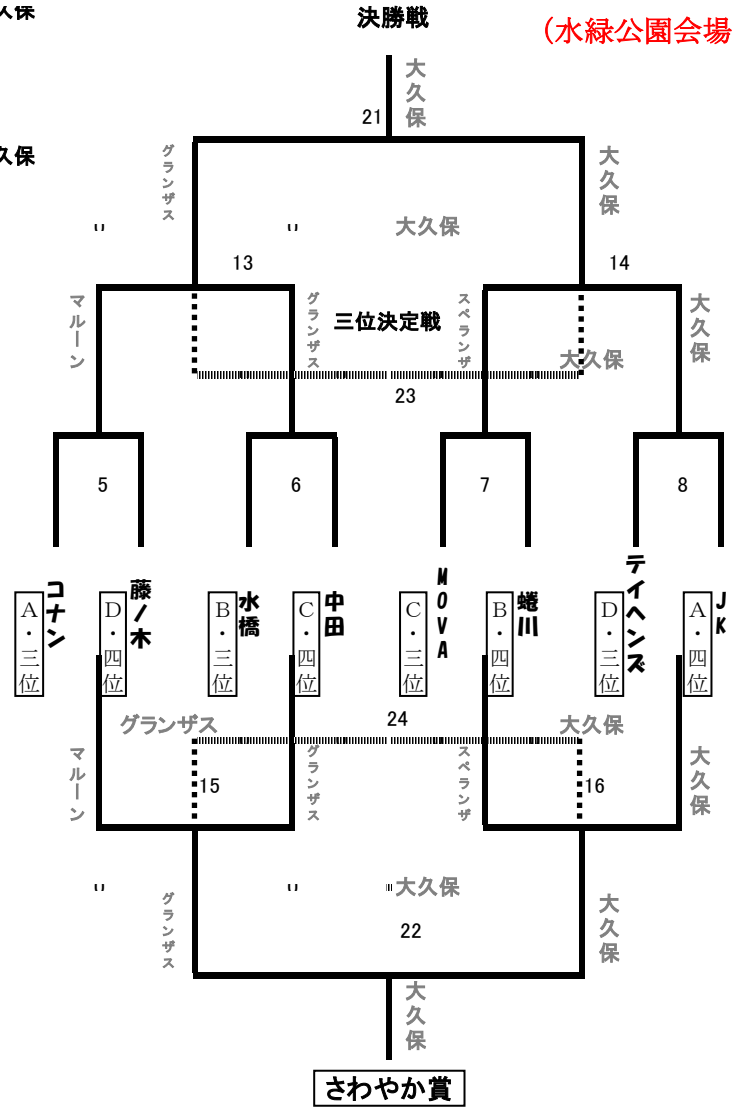 久保
決勝戦
(水緑公園会場
大久保
21
久保
グランザス
大久保
大久保
13
14
マルーン
グランザス
三位決定戦
スペランザ
大久保
大久保
23
5
6
7
8
A・三位
コナン
D・四位
藤ノ木
B・三位
水橋
C・四位
中田
C・三位
MOVA
B・四位
蜷川
D・三位
テイヘンズ
A・四位
JK
グランザス
24
大久保
マルーン
15
グランザス
スペランザ
16
大久保
グランザス
大久保
大久保
22
大久保
さわやか賞